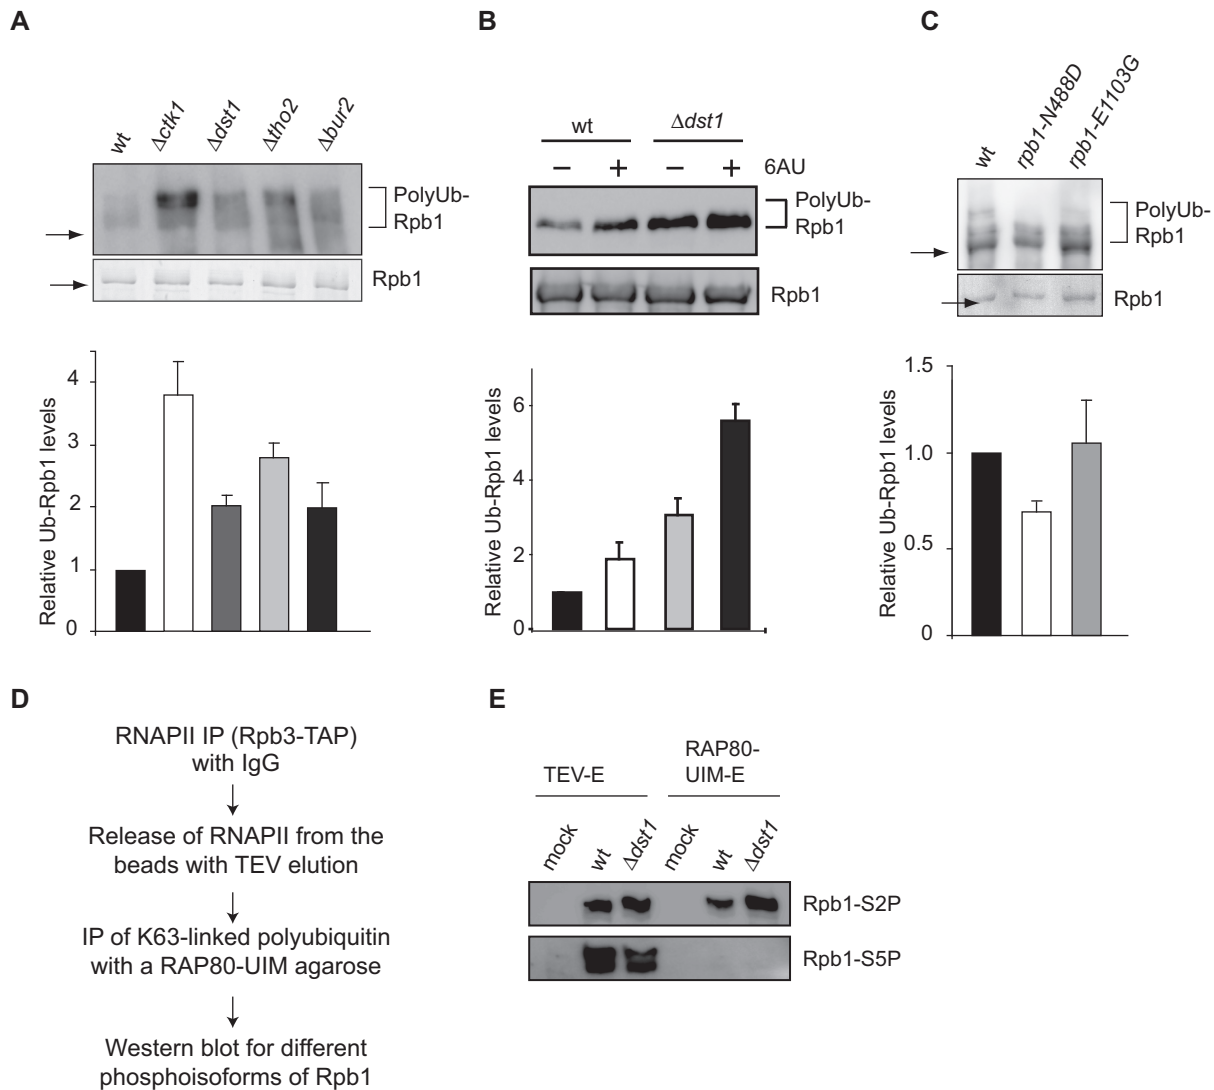 A
wt
Δctk1
Δdst1
Δtho2
Δbur2
PolyUb-
Rpb1
Rpb1
Relative Ub-Rpb1 levels
4
3
2
1
0
B
wt
Δdst1
– + – + 6AU
PolyUb-
Rpb1
Rpb1
Relative Ub-Rpb1 levels
6
4
2
0
C
wt
rpb1-N488D
rpb1-E1103G
PolyUb-
Rpb1
Rpb1
Relative Ub-Rpb1 levels
1.5
1.0
0.5
0
D
RNAPII IP (Rpb3-TAP)
with IgG
Release of RNAPII from the
beads with TEV elution
IP of K63-linked polyubiquitin
with a RAP80-UIM agarose
Western blot for different
phosphoisoforms of Rpb1
E
TEV-E
RAP80-
UIM-E
mock
wt
Δdst1
mock
wt
Δdst1
Rpb1-S2P
Rpb1-S5P